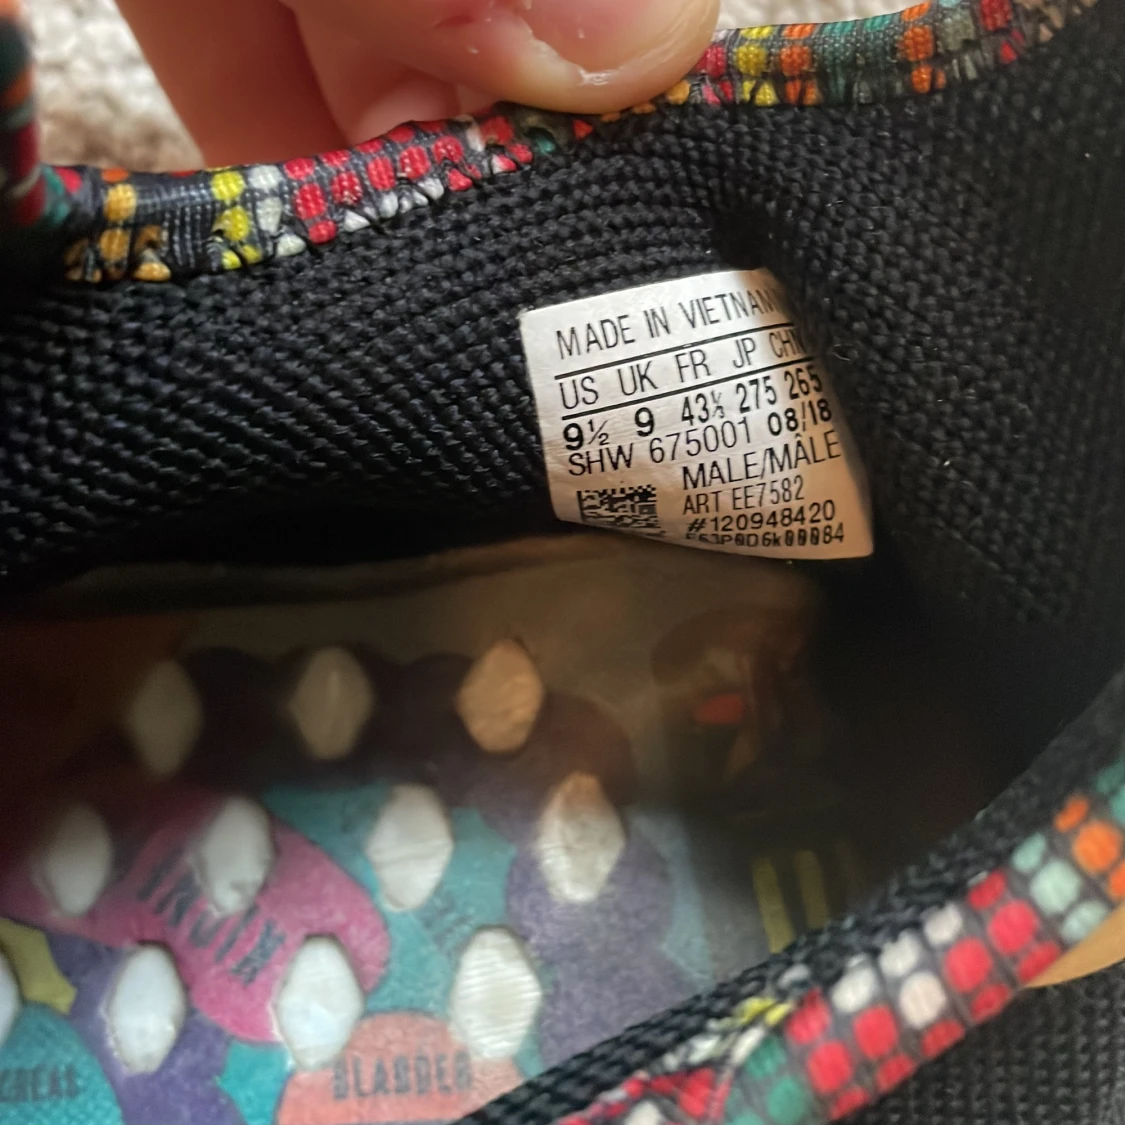 MADE IN VIETNAM
US UK FR JP CHN
9½ 9 43⅓ 275 265
SHW 675001 08/18
MALE/MÂLE
ART EE7582
#120948420
KIDNEY
BLADDER